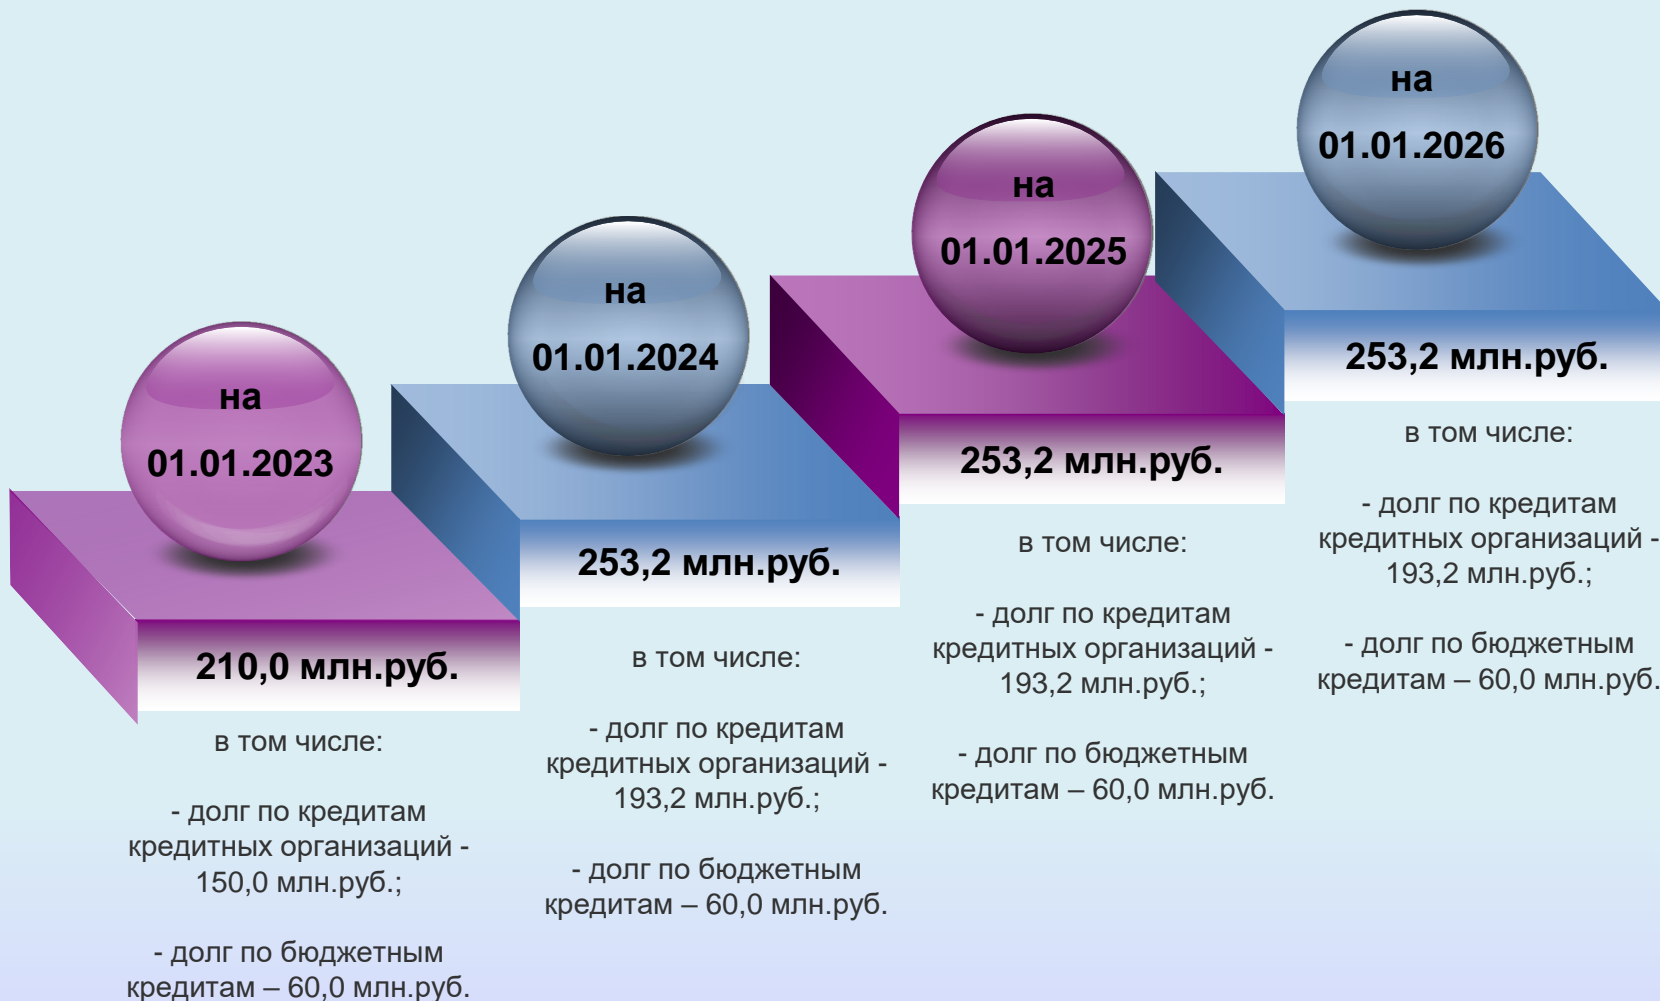 на
01.01.2023
210,0 млн.руб.
в том числе:
- долг по кредитам
кредитных организаций -
150,0 млн.руб.;
- долг по бюджетным
кредитам – 60,0 млн.руб.
на
01.01.2024
253,2 млн.руб.
в том числе:
- долг по кредитам
кредитных организаций -
193,2 млн.руб.;
- долг по бюджетным
кредитам – 60,0 млн.руб.
на
01.01.2025
253,2 млн.руб.
в том числе:
- долг по кредитам
кредитных организаций -
193,2 млн.руб.;
- долг по бюджетным
кредитам – 60,0 млн.руб.
на
01.01.2026
253,2 млн.руб.
в том числе:
- долг по кредитам
кредитных организаций -
193,2 млн.руб.;
- долг по бюджетным
кредитам – 60,0 млн.руб.